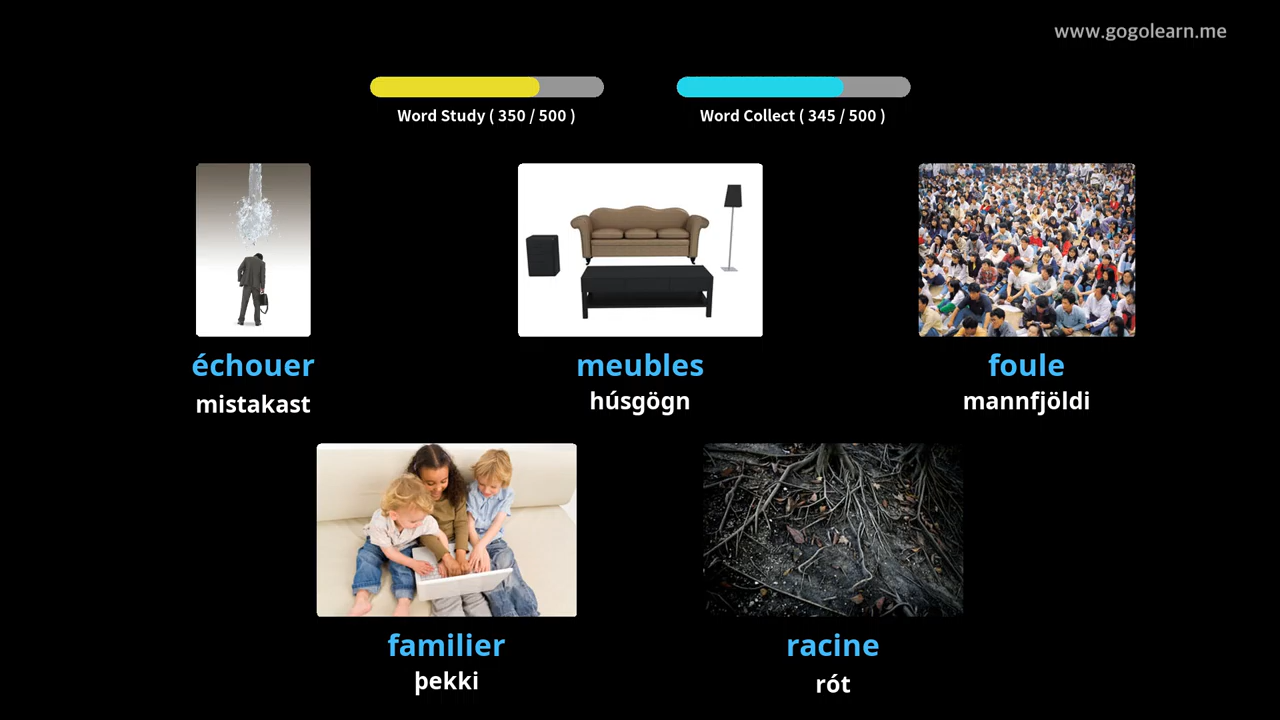 www.gogolearn.me
Word Study ( 350 / 500 )
Word Collect ( 345 / 500 )
échouer
mistakast
meubles
húsgögn
foule
mannfjöldi
familier
þekki
racine
rót